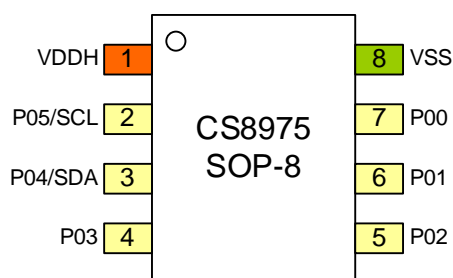 VDDH 1 8 VSS
P05/SCL 2 7 P00
CS8975
SOP-8
P04/SDA 3 6 P01
P03 4 5 P02